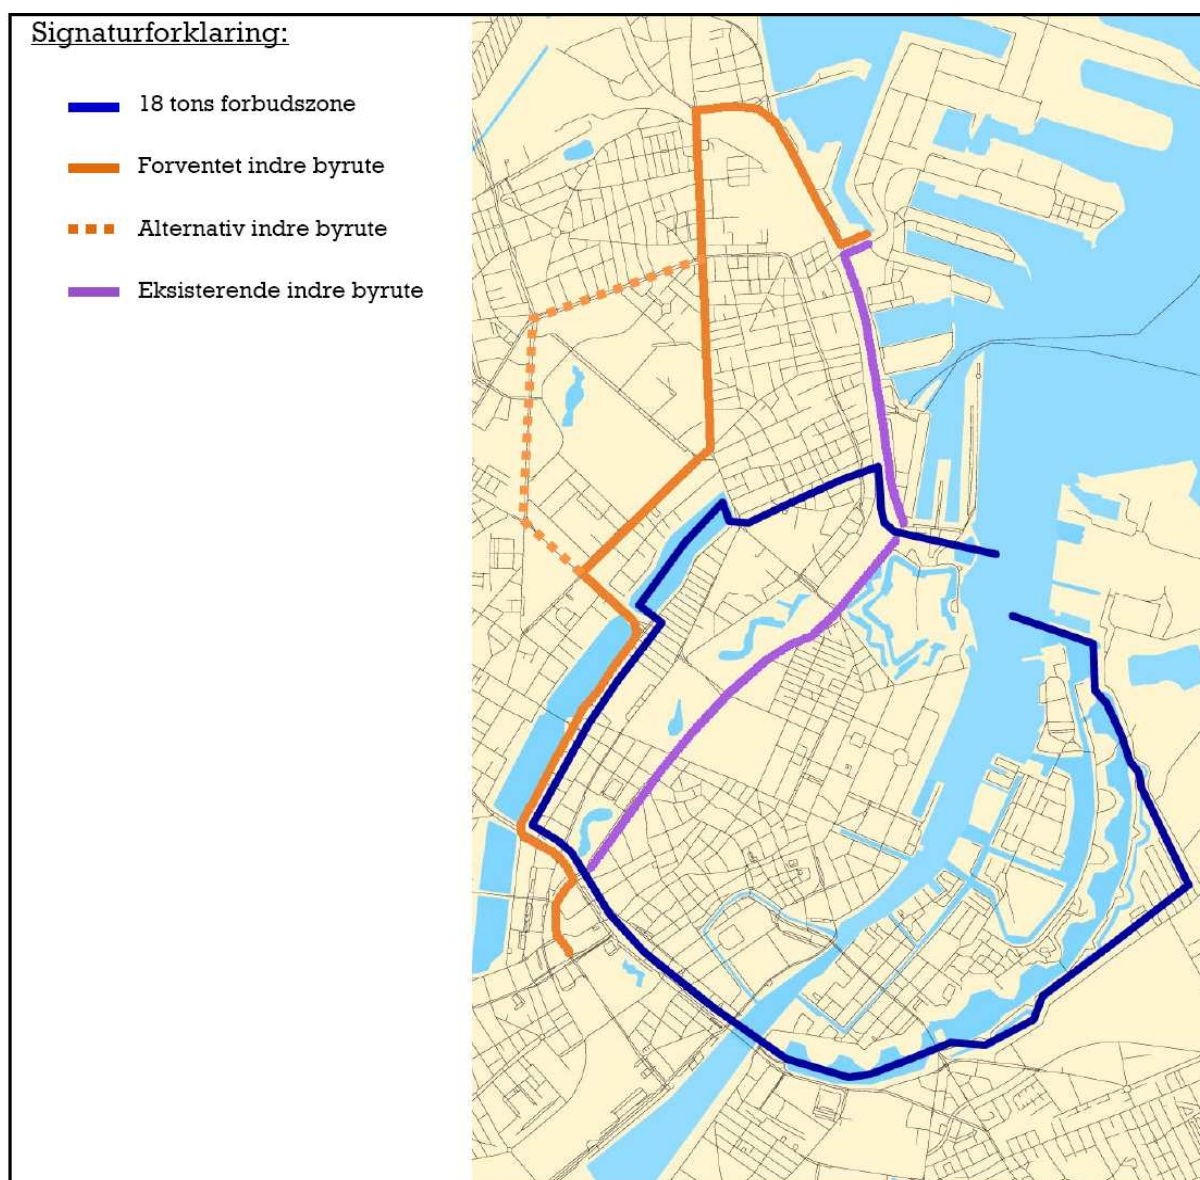 Signaturforklaring:
18 tons forbudszone
Forventet indre byrute
Alternativ indre byrute
Eksisterende indre byrute